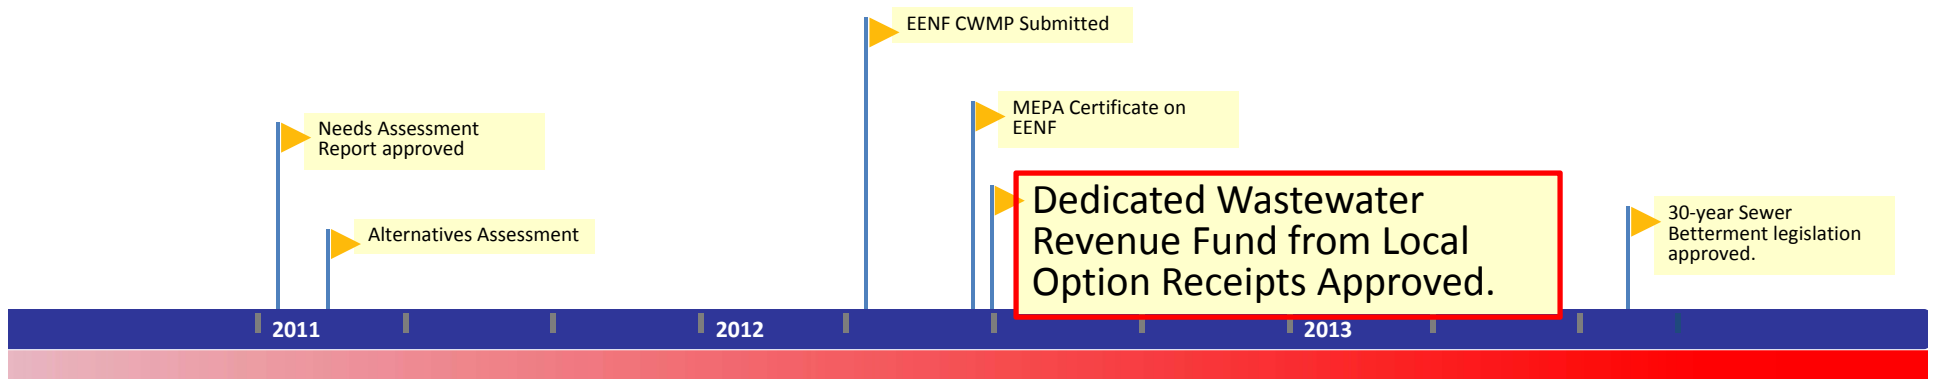 EENF CWMP Submitted
MEPA Certificate on
EENF
Needs Assessment
Report approved
Dedicated Wastewater
Revenue Fund from Local
Option Receipts Approved.
30-year Sewer
Betterment legislation
approved.
Alternatives Assessment
2011
2012
2013